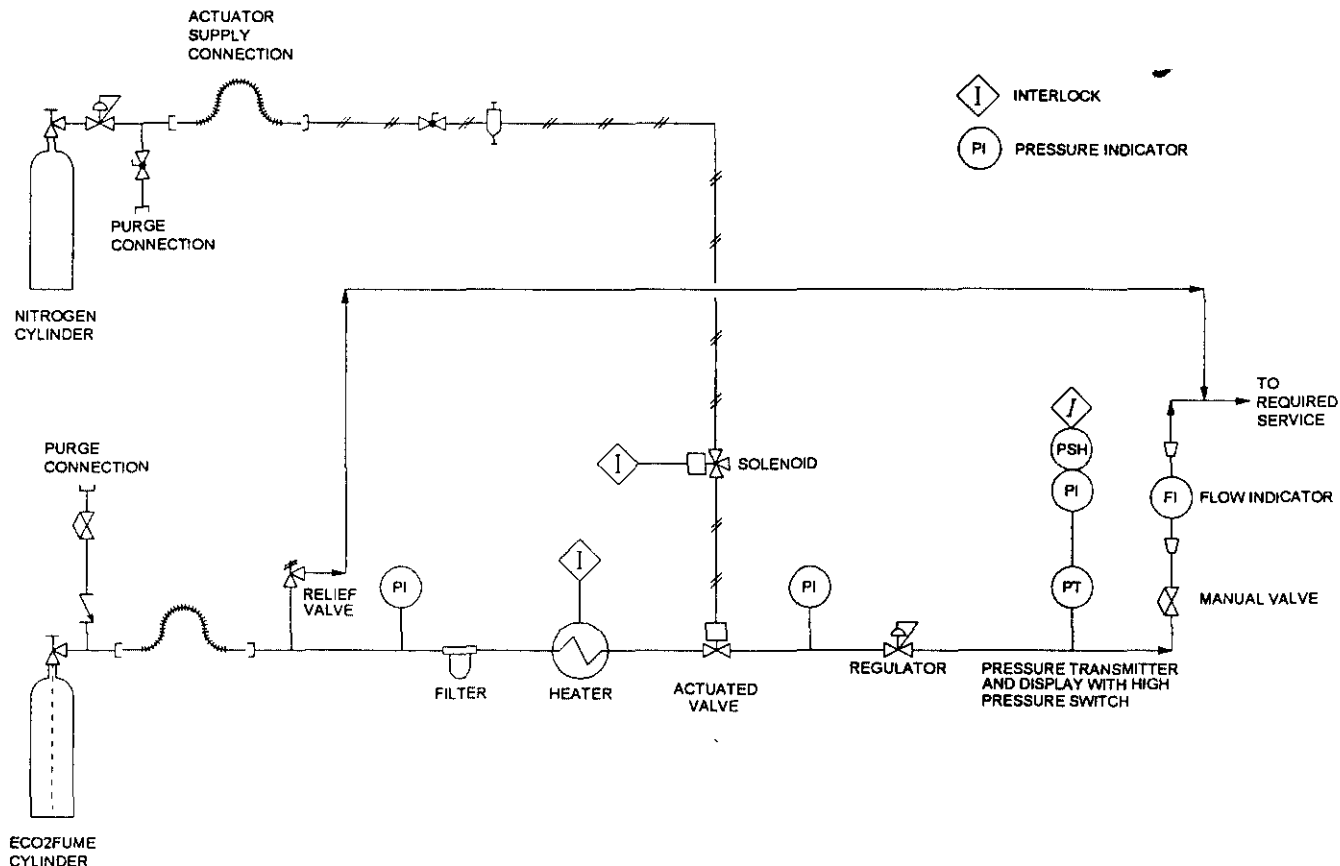 ACTUATOR
SUPPLY
CONNECTION
I
INTERLOCK
PI
PRESSURE INDICATOR
PURGE
CONNECTION
NITROGEN
CYLINDER
TO
REQUIRED
SERVICE
I
PURGE
CONNECTION
I
SOLENOID
PSH
PI
FI
FLOW INDICATOR
I
PI
RELIEF
VALVE
PI
PT
MANUAL VALVE
FILTER
HEATER
ACTUATED
VALVE
REGULATOR
PRESSURE TRANSMITTER
AND DISPLAY WITH HIGH
PRESSURE SWITCH
ECO2FUME
CYLINDER